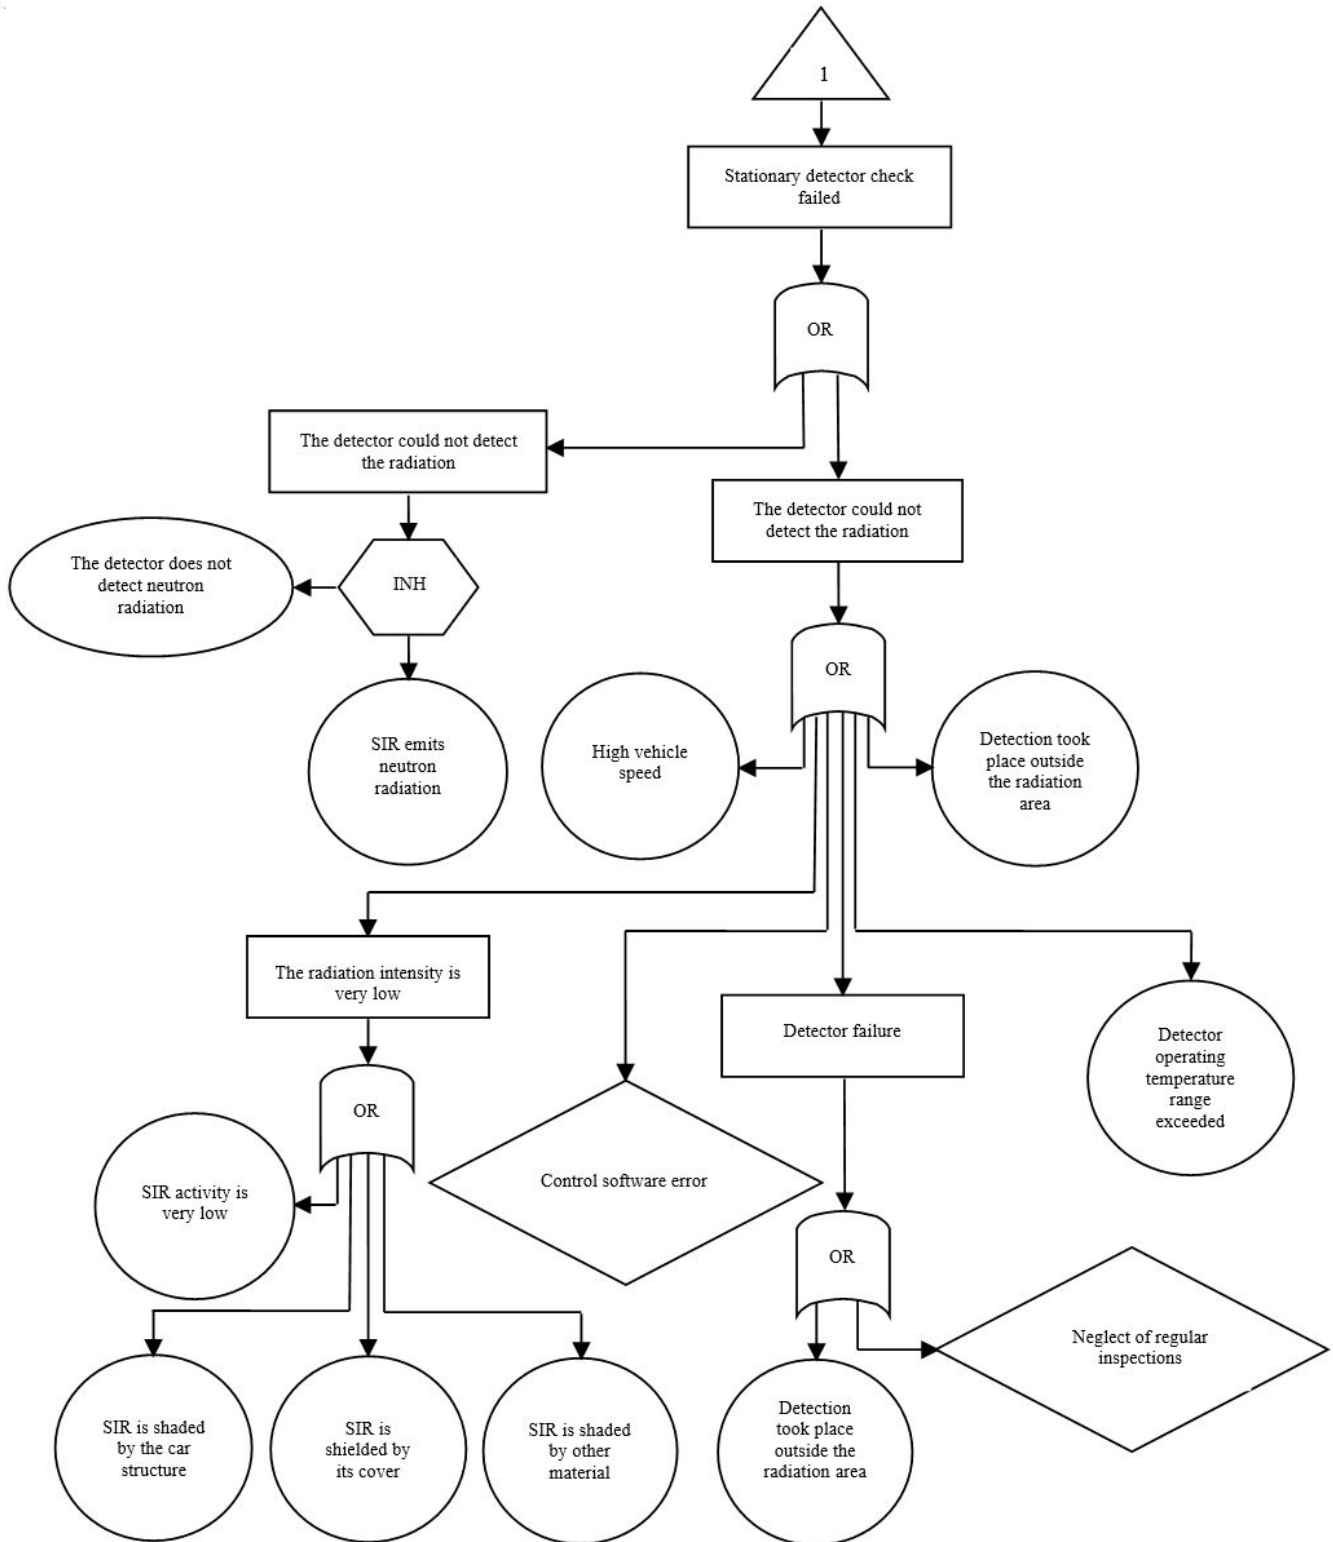 1
Stationary detector check
failed
OR
The detector could not detect
the radiation
The detector could not
detect the radiation
The detector does not
detect neutron
radiation
INH
OR
SIR emits
neutron
radiation
High vehicle
speed
Detection took
place outside
the radiation
area
The radiation intensity is
very low
Detector failure
Detector
operating
temperature
range
exceeded
OR
SIR activity is
very low
Control software error
OR
Neglect of regular
inspections
SIR is shaded
by the car
structure
SIR is
shielded by
its cover
SIR is shaded
by other
material
Detection
took place
outside the
radiation area